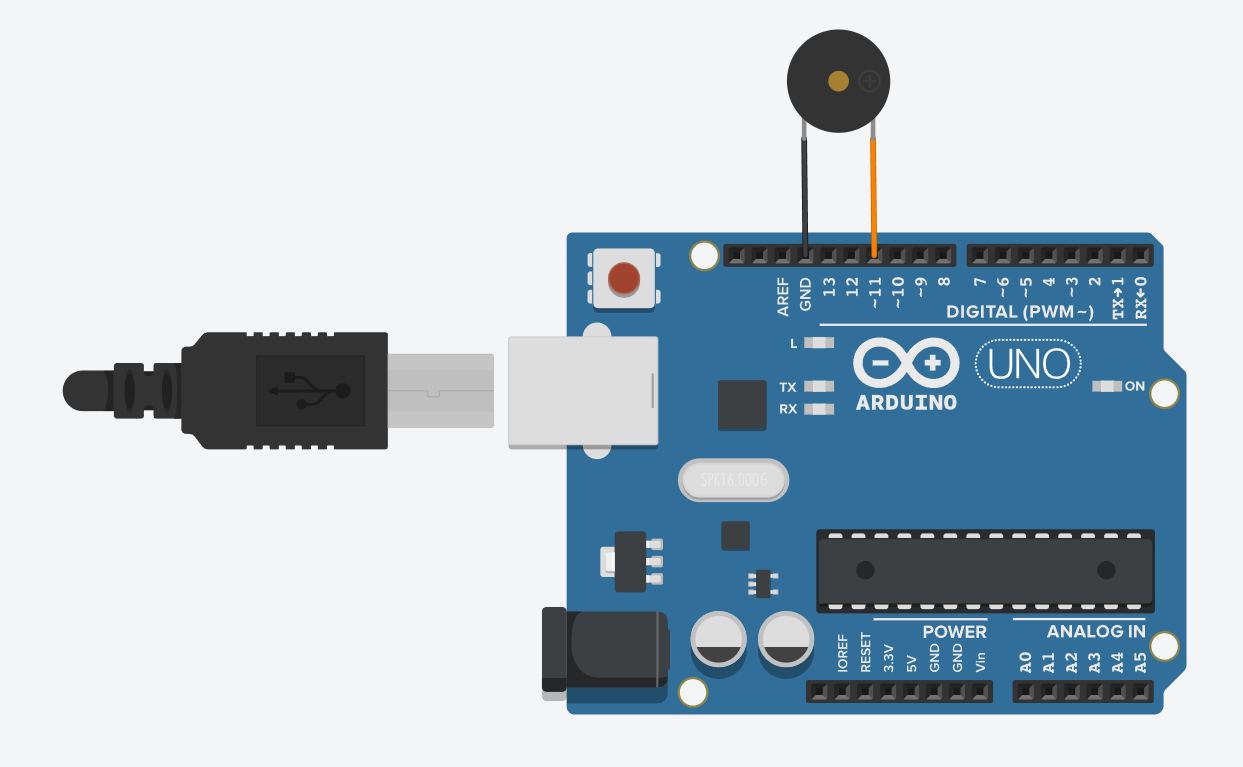 AREF
GND
13
12
~11
~10
~9
8
7
~6
~5
4
~3
2
TX→1
RX←0
DIGITAL (PWM~)
L
TX
RX
ARDUINO
UNO
ON
SPK16.000G
POWER
ANALOG IN
IOREF
RESET
3.3V
5V
GND
GND
Vin
A0
A1
A2
A3
A4
A5